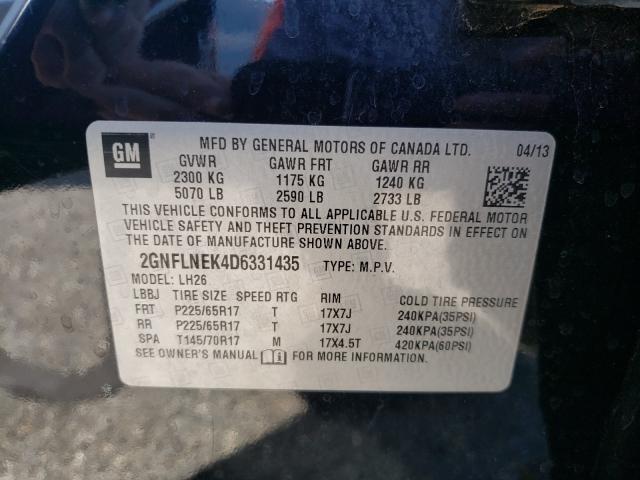 GM MFD BY GENERAL MOTORS OF CANADA LTD. 04/13
GVWR GAWR FRT GAWR RR
2300 KG 1175 KG 1240 KG
5070 LB 2590 LB 2733 LB
THIS VEHICLE CONFORMS TO ALL APPLICABLE U.S. FEDERAL MOTOR
VEHICLE SAFETY AND THEFT PREVENTION STANDARDS IN EFFECT ON
THE DATE OF MANUFACTURE SHOWN ABOVE.
2GNFLNEK4D6331435 TYPE: M.P.V.
MODEL: LH26
LBBJ TIRE SIZE SPEED RTG RIM COLD TIRE PRESSURE
FRT P225/65R17 T 17X7J 240KPA(35PSI)
RR P225/65R17 T 17X7J 240KPA(35PSI)
SPA T145/70R17 M 17X4.5T 420KPA(60PSI)
SEE OWNER'S MANUAL FOR MORE INFORMATION.